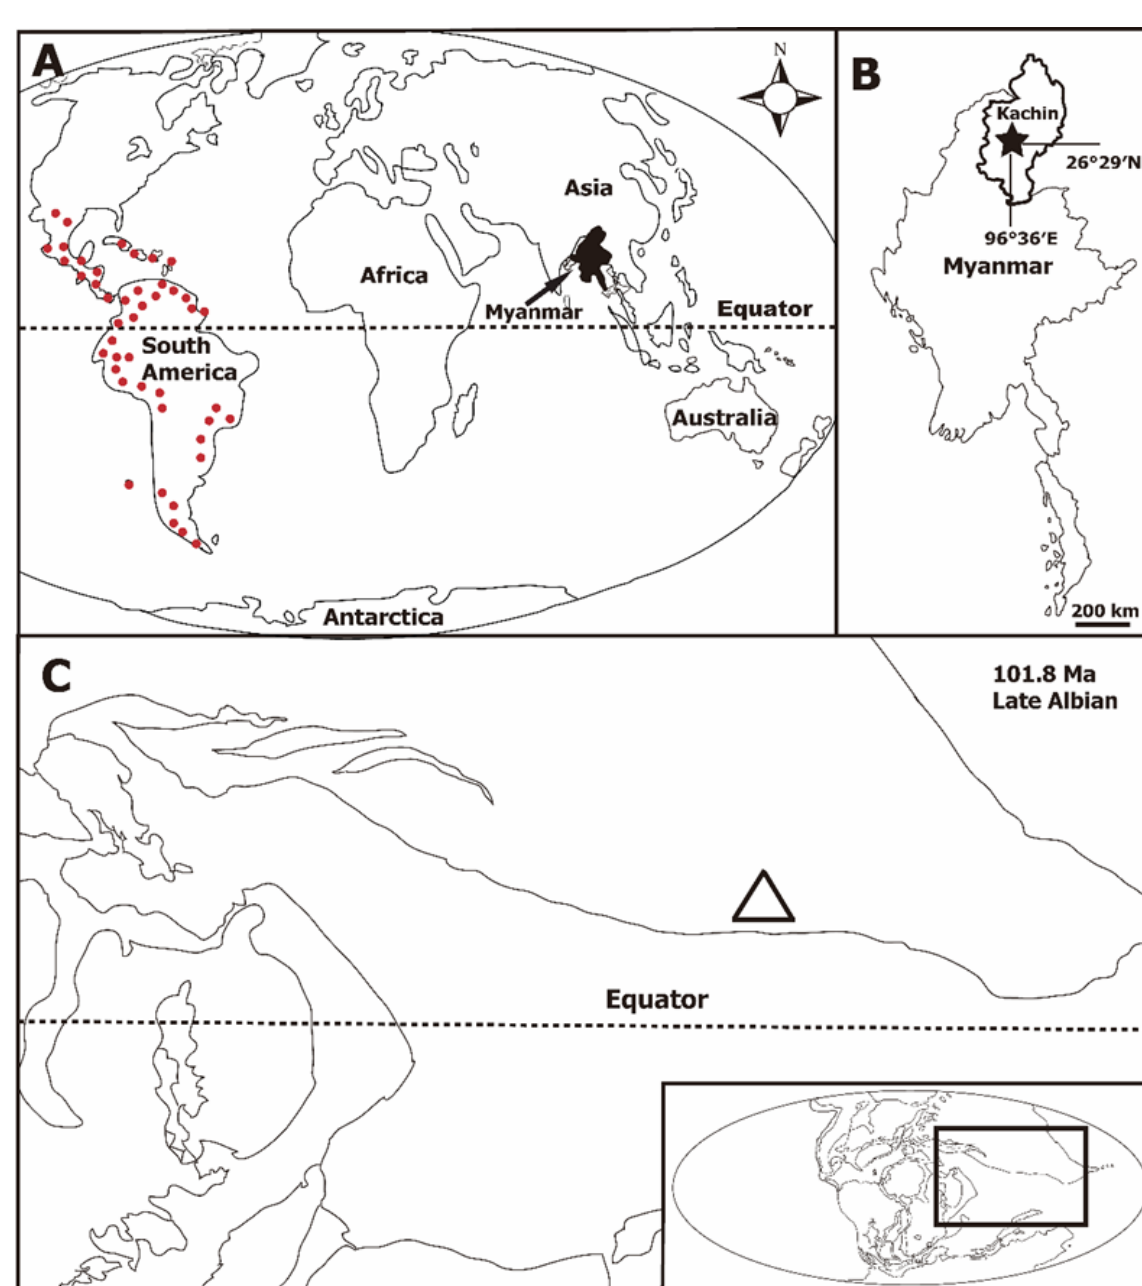 A
N
Asia
Africa
Myanmar
Equator
South
America
Australia
Antarctica
B
Kachin
26°29′N
96°36′E
Myanmar
200 km
C
101.8 Ma
Late Albian
Equator